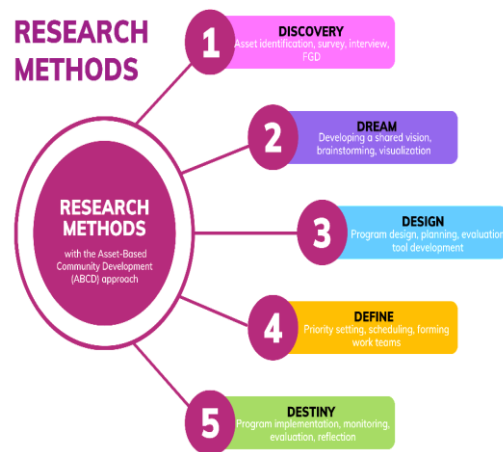 RESEARCH
METHODS
RESEARCH
METHODS
with the Asset-Based
Community Development
(ABCD) approach
1
DISCOVERY
Asset identification, survey, interview,
FGD
2
DREAM
Developing a shared vision,
brainstorming, visualization
3
DESIGN
Program design, planning, evaluation
tool development
4
DEFINE
Priority setting, scheduling, forming
work teams
5
DESTINY
Program implementation, monitoring,
evaluation, reflection